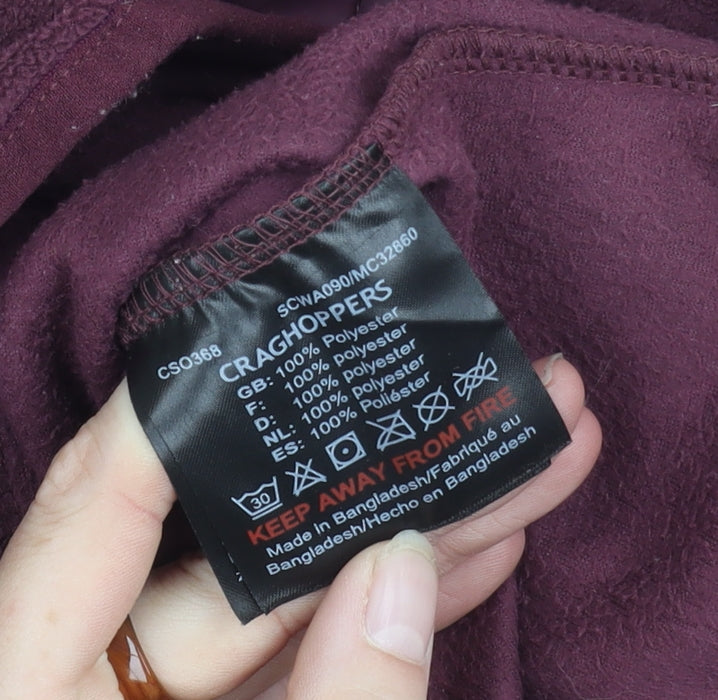 SCWA090/MC32860
CSO368
CRAGHOPPERS
GB: 100% Polyester
F: 100% polyester
D: 100% polyester
NL: 100% polyester
ES: 100% Poliéster
30
KEEP AWAY FROM FIRE
Made in Bangladesh/Fabriqué au
Bangladesh/Hecho en Bangladesh